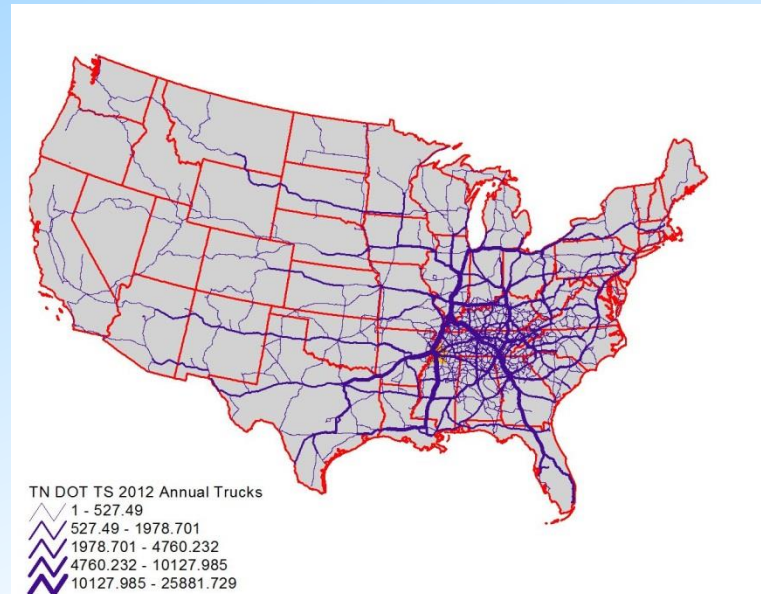 TN DOT TS 2012 Annual Trucks
1 - 527.49
527.49 - 1978.701
1978.701 - 4760.232
4760.232 - 10127.985
10127.985 - 25881.729